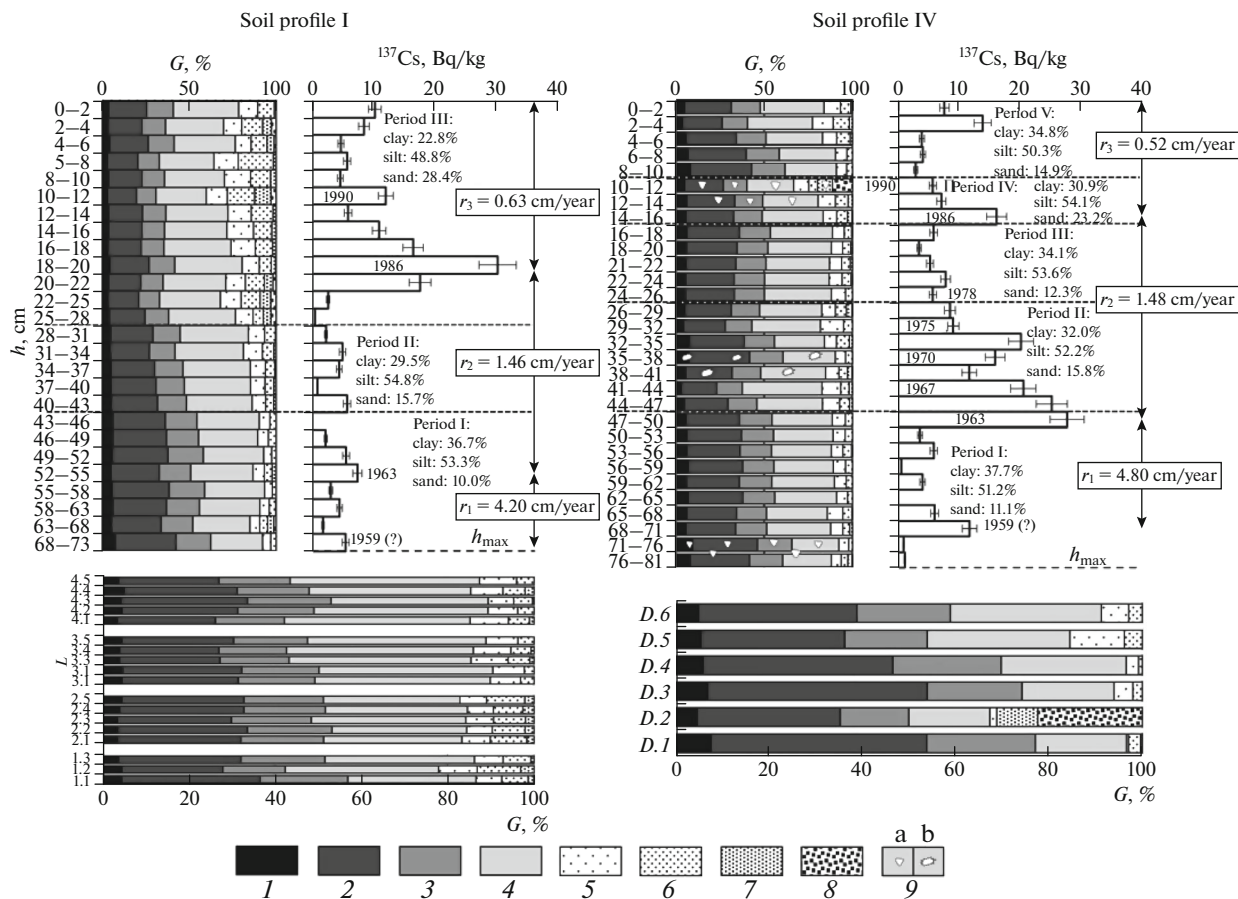 Soil profile I
Soil profile IV
G, %
¹³⁷Cs, Bq/kg
G, %
¹³⁷Cs, Bq/kg
0 50 100 0 10 20 30 40
0 50 100 0 10 20 30 40
h, cm
0–2
2–4
4–6
5–8
8–10
10–12
12–14
14–16
16–18
18–20
20–22
22–25
25–28
28–31
31–34
34–37
37–40
40–43
43–46
46–49
49–52
52–55
55–58
58–63
63–68
68–73
Period III:
clay: 22.8%
silt: 48.8%
sand: 28.4%
1990
r₃ = 0.63 cm/year
1986
Period II:
clay: 29.5%
silt: 54.8%
sand: 15.7%
r₂ = 1.46 cm/year
Period I:
clay: 36.7%
silt: 53.3%
sand: 10.0%
1963
r₁ = 4.20 cm/year
1959 (?)
hmax
0–2
2–4
4–6
6–8
8–10
10–12
12–14
14–16
16–18
18–20
21–22
22–24
24–26
26–29
29–32
32–35
35–38
38–41
41–44
44–47
47–50
50–53
53–56
56–59
59–62
62–65
65–68
68–71
71–76
76–81
Period V:
clay: 34.8%
silt: 50.3%
sand: 14.9%
r₃ = 0.52 cm/year
1990
Period IV:
clay: 30.9%
silt: 54.1%
sand: 23.2%
1986
Period III:
clay: 34.1%
silt: 53.6%
sand: 12.3%
1978
r₂ = 1.48 cm/year
Period II:
clay: 32.0%
silt: 52.2%
sand: 15.8%
1975
1970
1967
1963
Period I:
clay: 37.7%
silt: 51.2%
sand: 11.1%
r₁ = 4.80 cm/year
1959 (?)
hmax
L
4.5
4.4
4.3
4.2
4.1
3.5
3.4
3.3
3.1
3.1
2.5
2.4
2.3
2.2
2.1
1.3
1.2
1.1
0 20 40 60 80 100
G, %
D.6
D.5
D.4
D.3
D.2
D.1
0 20 40 60 80 100
G, %
a b
1 2 3 4 5 6 7 8 9